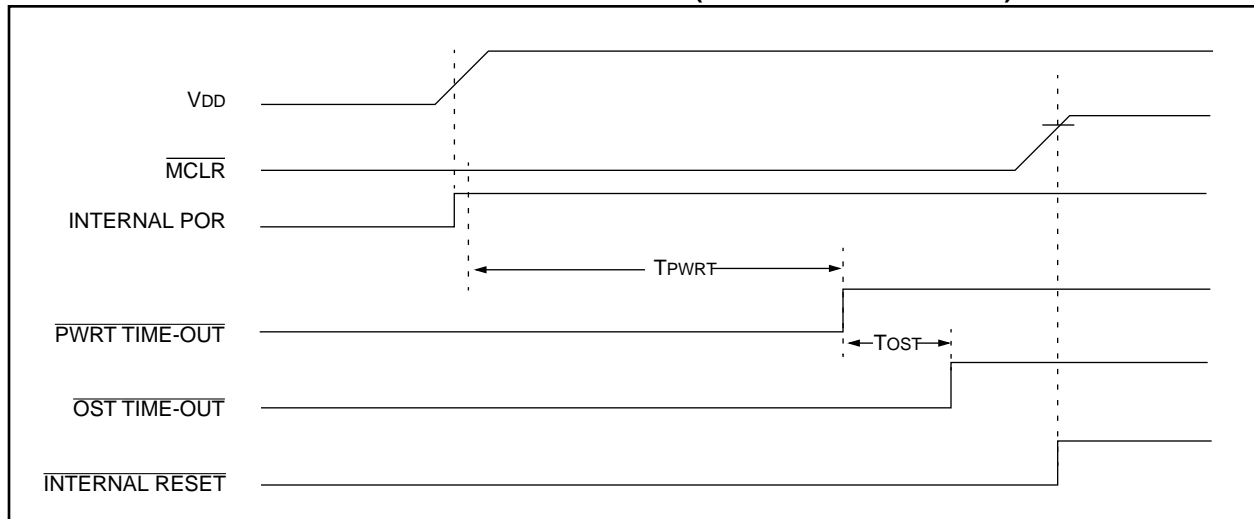 VDD
MCLR
INTERNAL POR
TPWRT
PWRT TIME-OUT
TOST
OST TIME-OUT
INTERNAL RESET